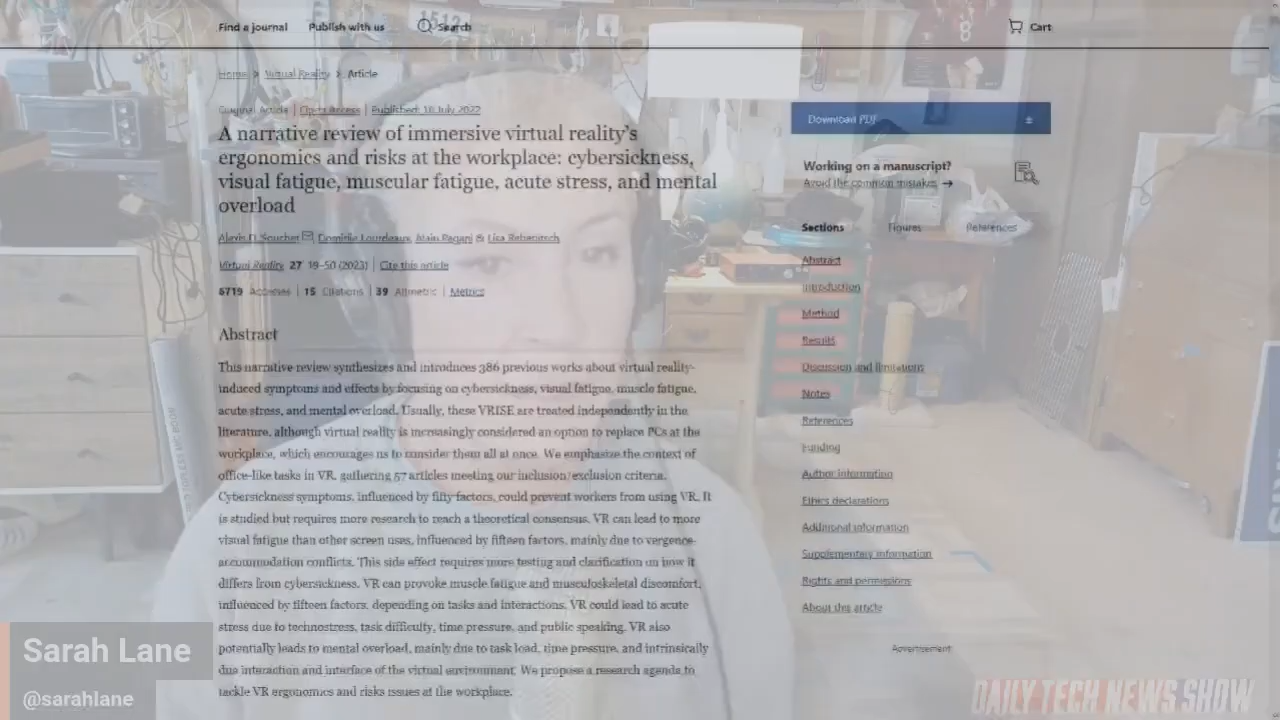 Find a journal Publish with us Search Cart
Home > Virtual Reality > Article
Original Article | Open Access | Published: 18 July 2022
A narrative review of immersive virtual reality's
ergonomics and risks at the workplace: cybersickness,
visual fatigue, muscular fatigue, acute stress, and mental
overload
Alexis D. Souchet Domitile Lourdeaux, Alain Pagani & Lisa Rebenitsch
Virtual Reality 27 19–50 (2023) | Cite this article
6719 Accesses | 15 Citations | 39 Altmetric | Metrics
Abstract
This narrative review synthesizes and introduces 386 previous works about virtual reality-
induced symptoms and effects by focusing on cybersickness, visual fatigue, muscle fatigue,
acute stress, and mental overload. Usually, these VRISE are treated independently in the
literature, although virtual reality is increasingly considered an option to replace PCs at the
workplace, which encourages us to consider them all at once. We emphasize the context of
office-like tasks in VR, gathering 57 articles meeting our inclusion/exclusion criteria.
Cybersickness symptoms, influenced by fifty factors, could prevent workers from using VR. It
is studied but requires more research to reach a theoretical consensus. VR can lead to more
visual fatigue than other screen uses, influenced by fifteen factors, mainly due to vergence-
accommodation conflicts. This side effect requires more testing and clarification on how it
differs from cybersickness. VR can provoke muscle fatigue and musculoskeletal discomfort,
influenced by fifteen factors, depending on tasks and interactions. VR could lead to acute
stress due to technostress, task difficulty, time pressure, and public speaking. VR also
potentially leads to mental overload, mainly due to task load, time pressure, and intrinsically
due interaction and interface of the virtual environment. We propose a research agenda to
tackle VR ergonomics and risks issues at the workplace.
Download PDF
Working on a manuscript?
Avoid the common mistakes →
Sections Figures References
Abstract
Introduction
Method
Results
Discussion and limitations
Notes
References
Funding
Author information
Ethics declarations
Additional information
Supplementary information
Rights and permissions
About this article
Advertisement
Sarah Lane
@sarahlane
DAILY TECH NEWS SHOW